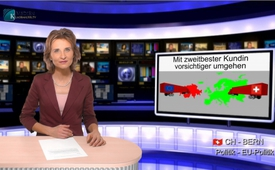 Mit zweitbester Kundin
vorsichtiger umgehen
CH - BERN
Politik - EU-Politik